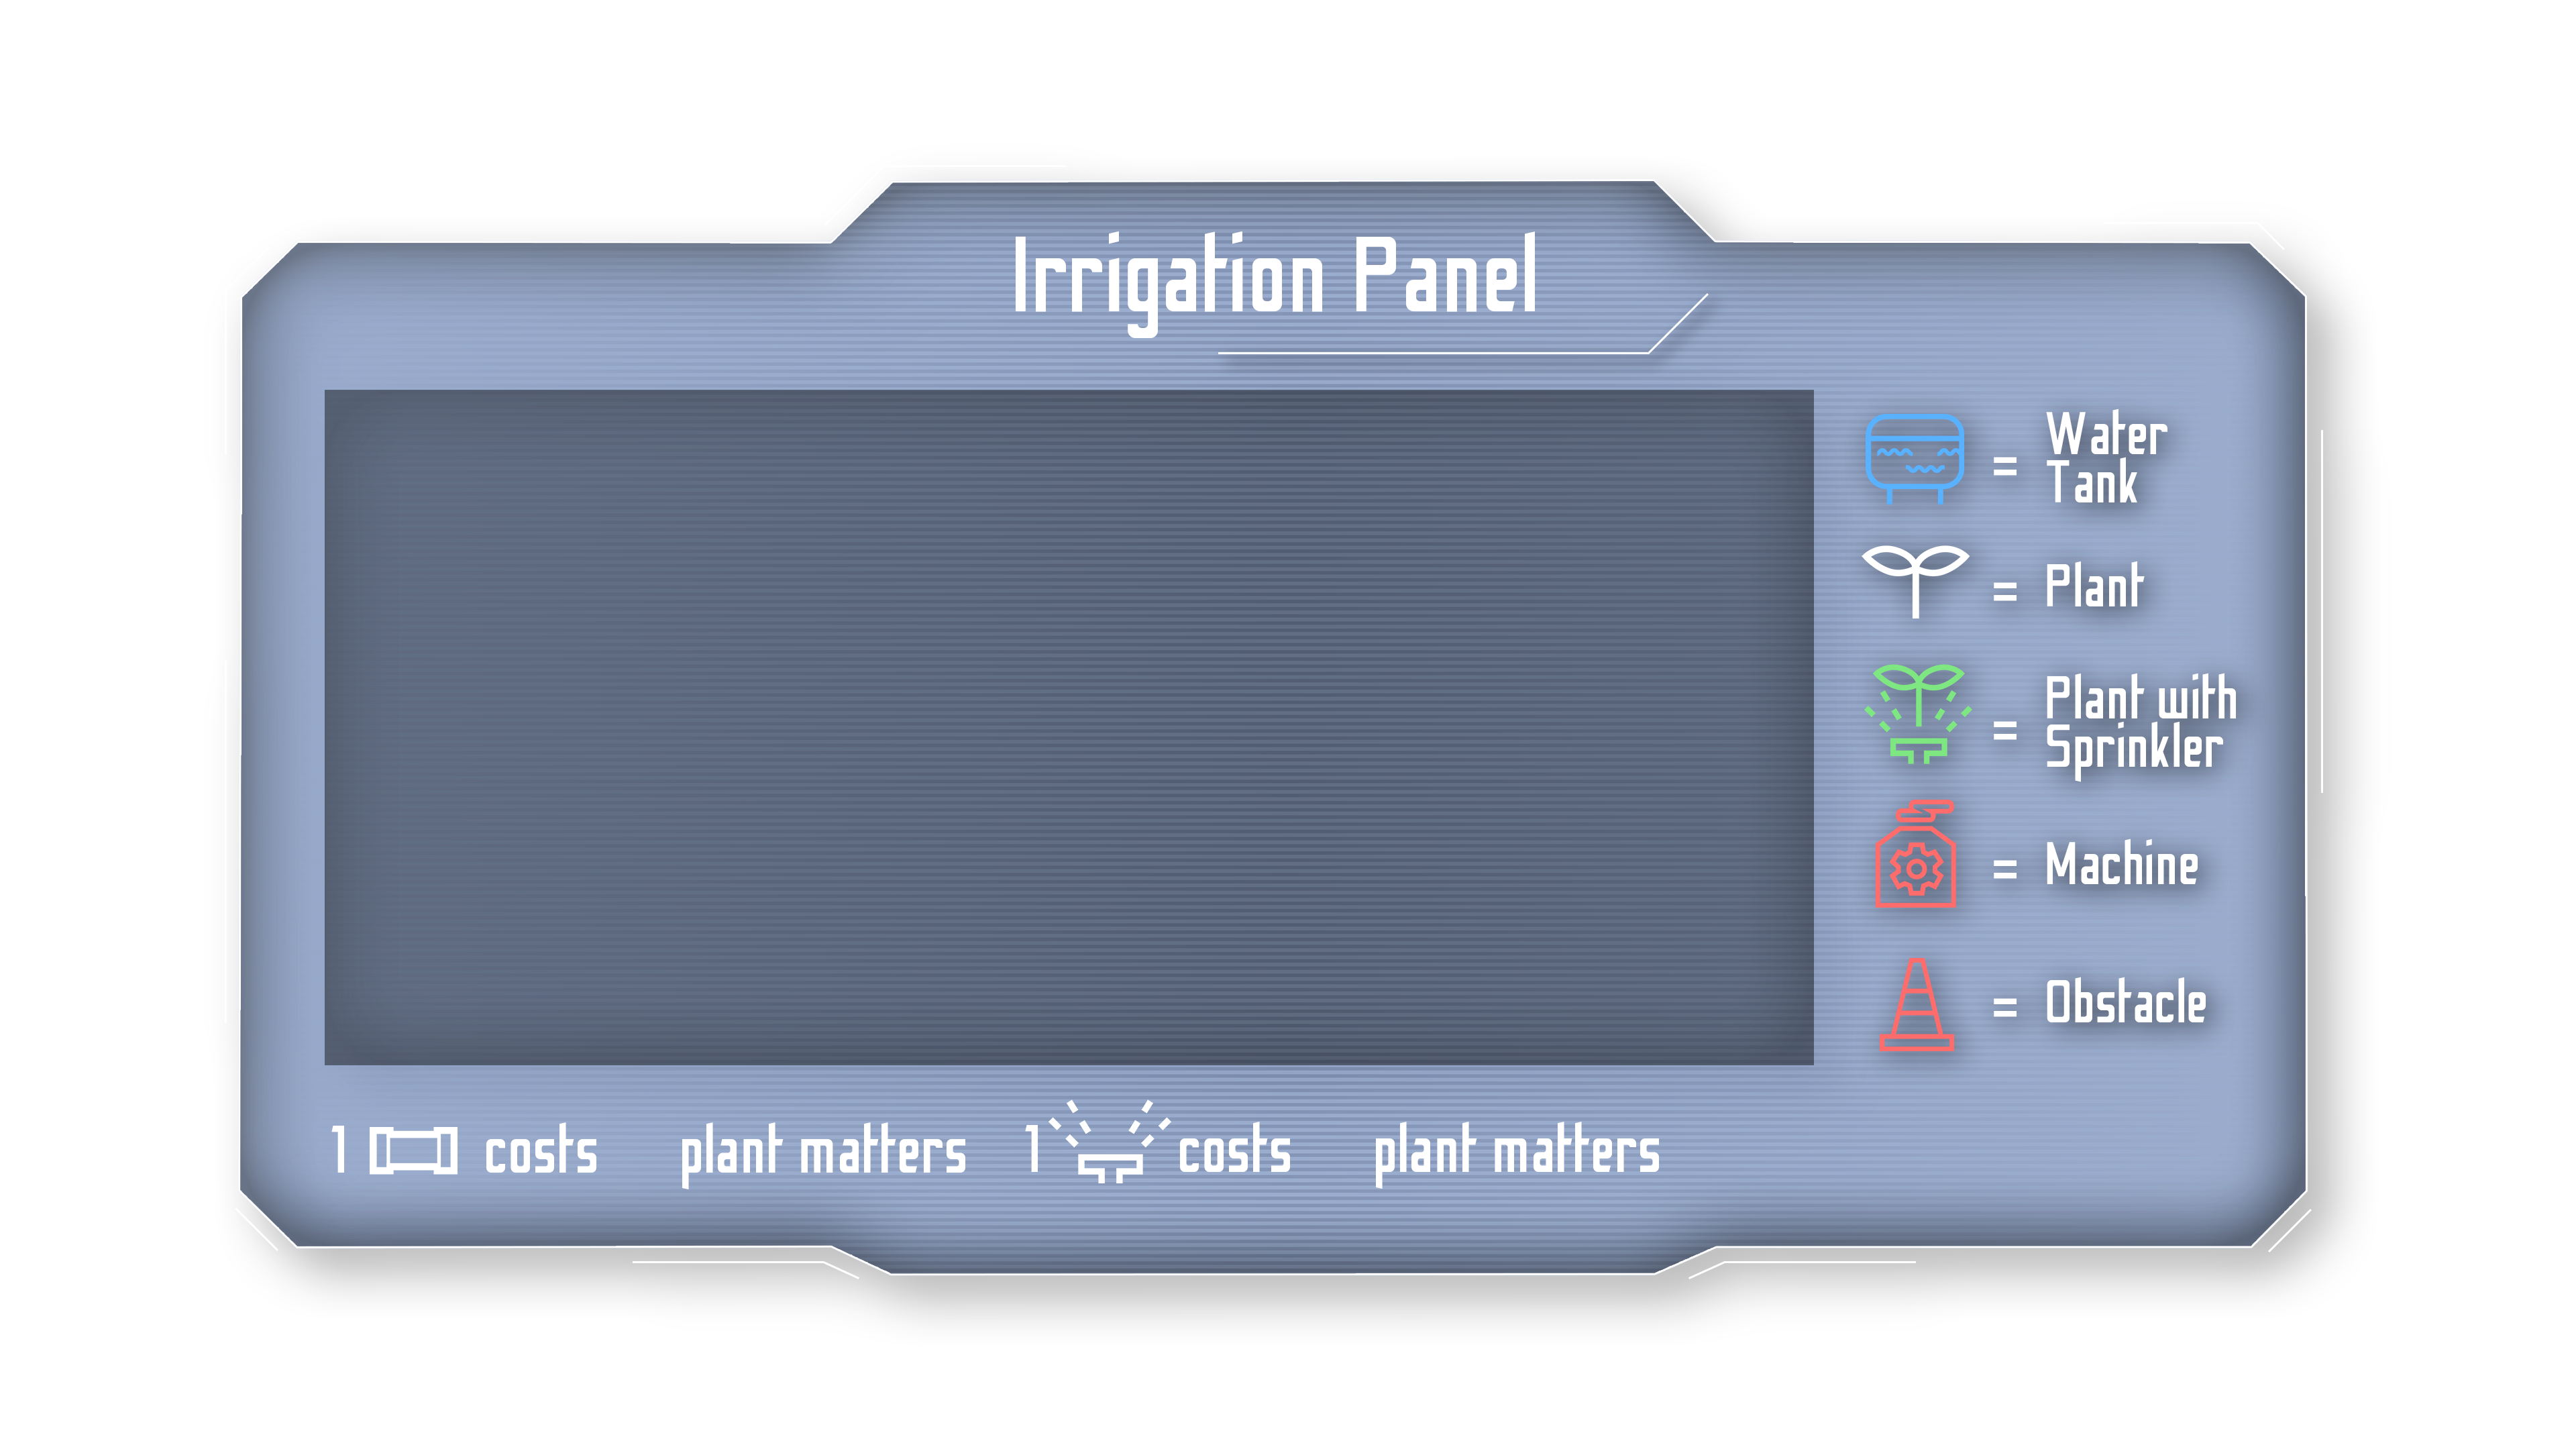 Irrigation Panel
= Water
Tank
= Plant
= Plant with
Sprinkler
= Machine
= Obstacle
1 costs plant matters 1 costs plant matters